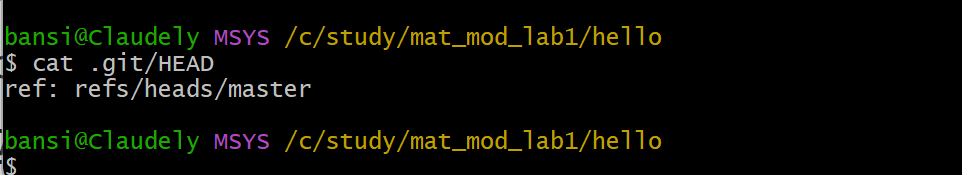 bansi@Claudely MSYS /c/study/mat_mod_lab1/hello
$ cat .git/HEAD
ref: refs/heads/master
bansi@Claudely MSYS /c/study/mat_mod_lab1/hello
$